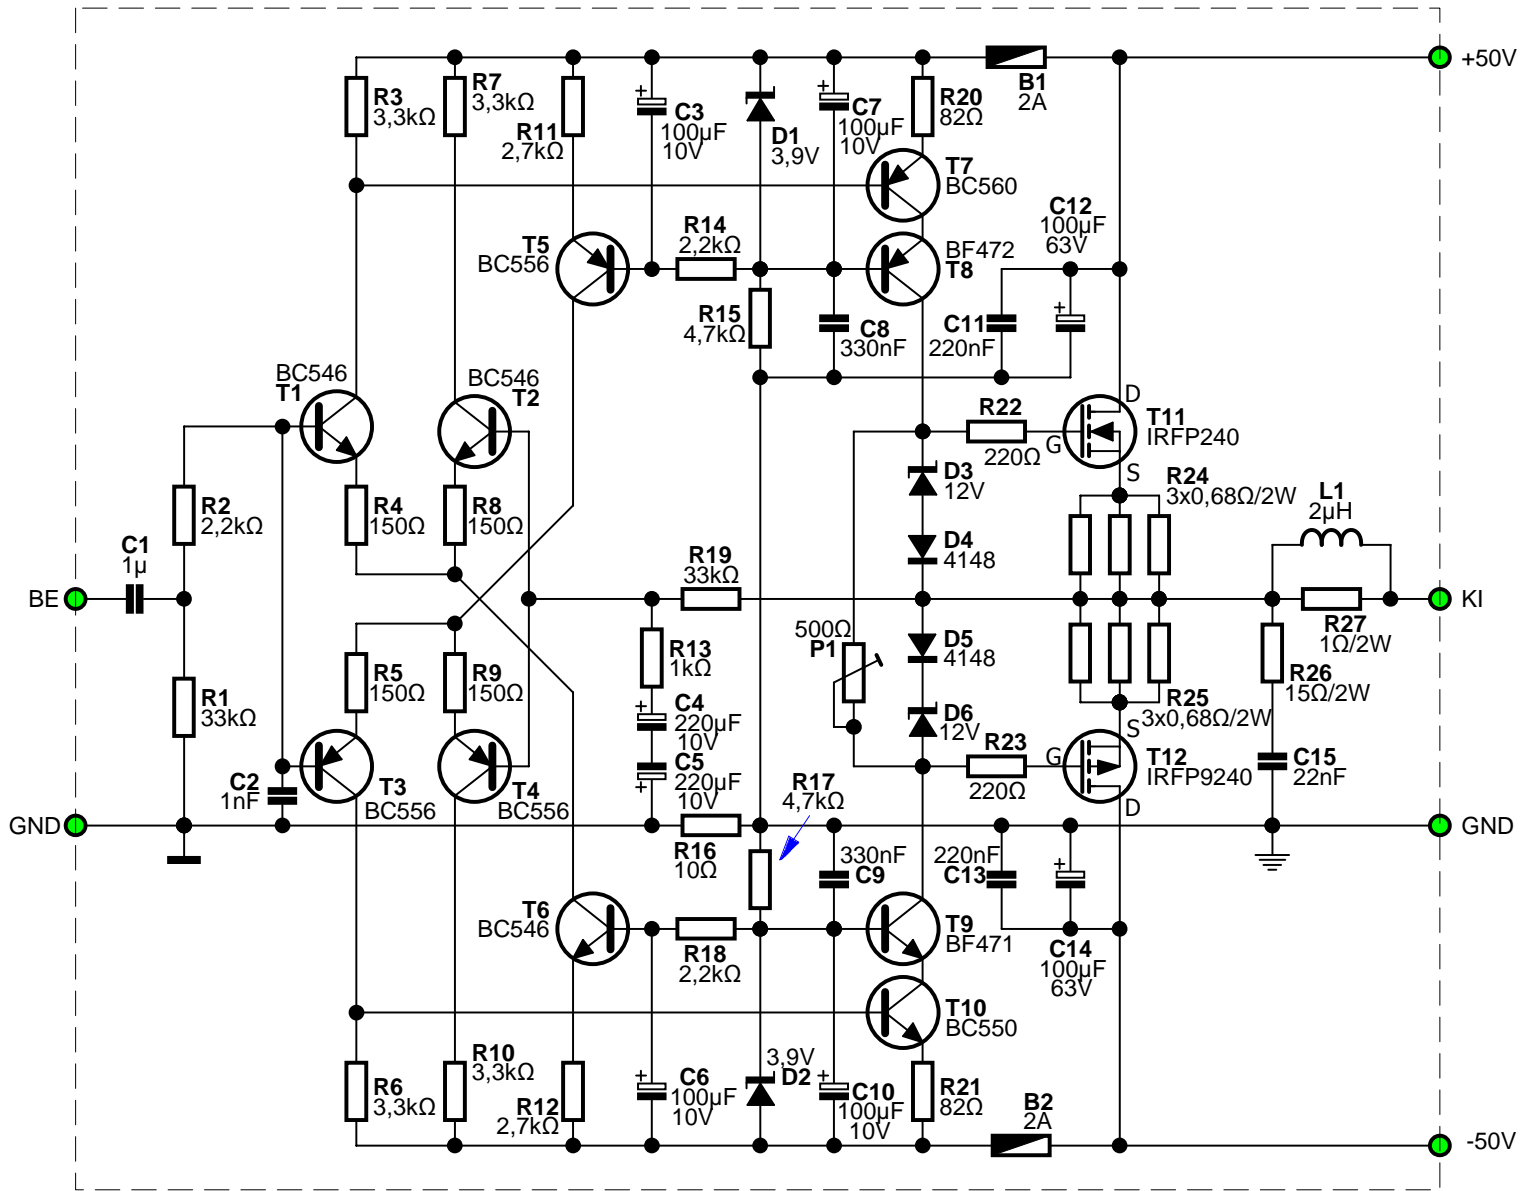 +50V
R3
3,3kΩ
R7
3,3kΩ
R11
2,7kΩ
+
C3
100µF
10V
D1
3,9V
+
C7
100µF
10V
R20
82Ω
B1
2A
T7
BC560
C12
100µF
63V
T5
BC556
R14
2,2kΩ
BF472
T8
R15
4,7kΩ
C8
330nF
C11
220nF
+
BC546
T1
BC546
T2
D
T11
IRFP240
G
S
R22
220Ω
D3
12V
R24
3x0,68Ω/2W
L1
2µH
R2
2,2kΩ
R4
150Ω
R8
150Ω
C1
1µ
D4
4148
R19
33kΩ
BE
KI
500Ω
P1
R13
1kΩ
D5
4148
R27
1Ω/2W
R26
15Ω/2W
R1
33kΩ
R5
150Ω
R9
150Ω
+
C4
220µF
10V
C5
220µF
10V
+
D6
12V
R25
3x0,68Ω/2W
S
G
T12
IRFP9240
D
R23
220Ω
C15
22nF
C2
1nF
T3
BC556
T4
BC556
R17
4,7kΩ
GND
GND
R16
10Ω
330nF
C9
220nF
C13
+
T6
BC546
R18
2,2kΩ
T9
BF471
C14
100µF
63V
T10
BC550
R6
3,3kΩ
R10
3,3kΩ
R12
2,7kΩ
+
C6
100µF
10V
3,9V
D2
+
C10
100µF
10V
R21
82Ω
B2
2A
-50V